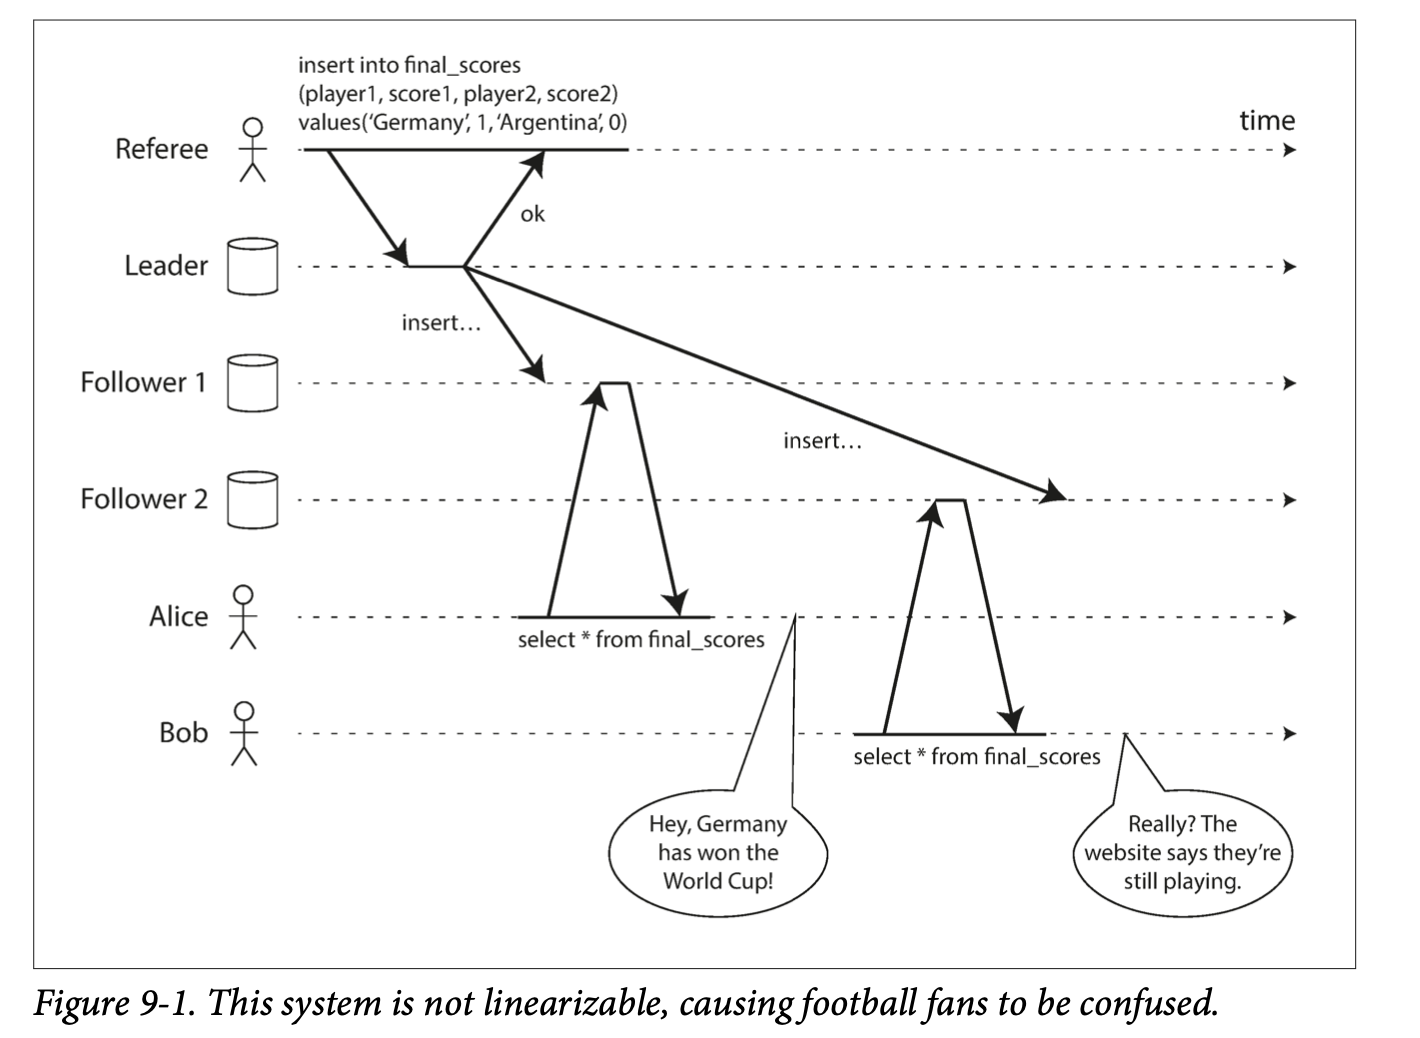 insert into final_scores
(player1, score1, player2, score2)
values(‘Germany’, 1, ‘Argentina’, 0)
time
Referee
ok
Leader
insert…
Follower 1
insert…
Follower 2
Alice
select * from final_scores
Bob
select * from final_scores
Hey, Germany
has won the
World Cup!
Really? The
website says they’re
still playing.
Figure 9-1. This system is not linearizable, causing football fans to be confused.